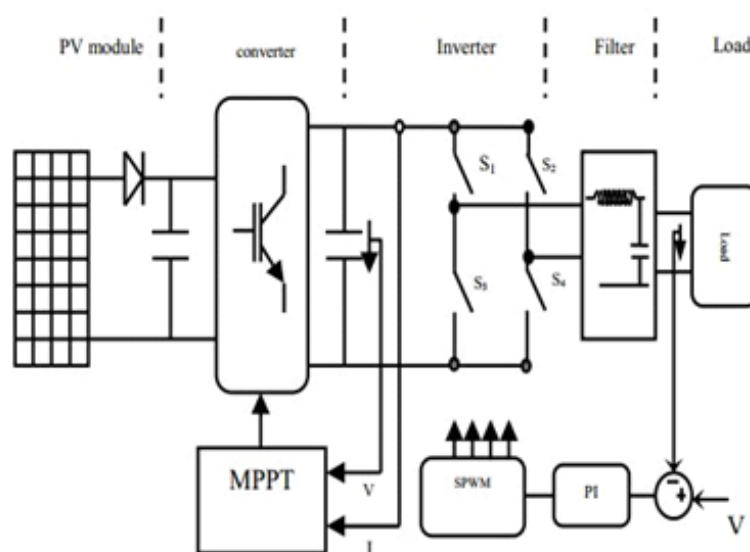 PV module
converter
Inverter
Filter
Load
S1
S2
Load
S3
S4
MPPT
V
I
SPWM
PI
-
+
V